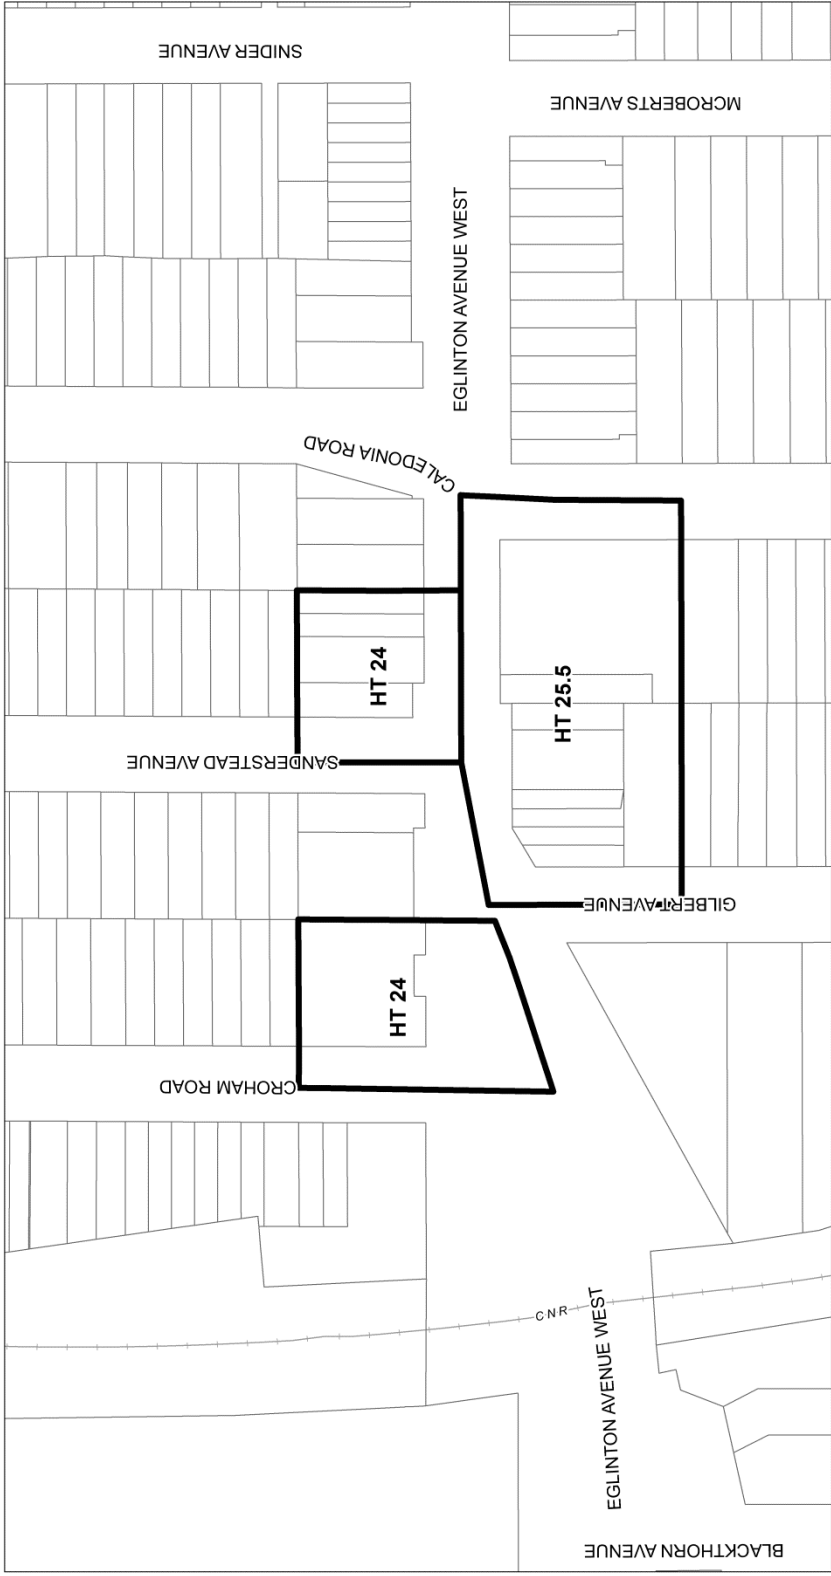 SNIDER AVENUE
MCROBERTS AVENUE
EGLINTON AVENUE WEST
CALEDONIA ROAD
HT 24
HT 25.5
SANDERSTEAD AVENUE
GILBERT AVENUE
HT 24
CROHAM ROAD
CNR
EGLINTON AVENUE WEST
BLACKTHORN AVENUE